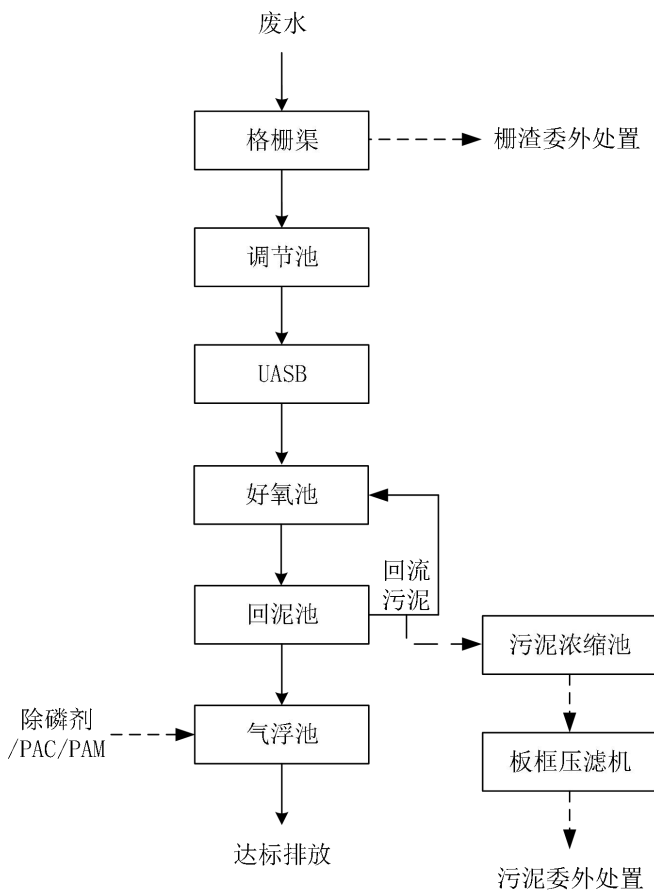 废水
格栅渠
栅渣委外处置
调节池
UASB
好氧池
回流
污泥
回泥池
污泥浓缩池
除磷剂
/PAC/PAM
气浮池
板框压滤机
达标排放
污泥委外处置